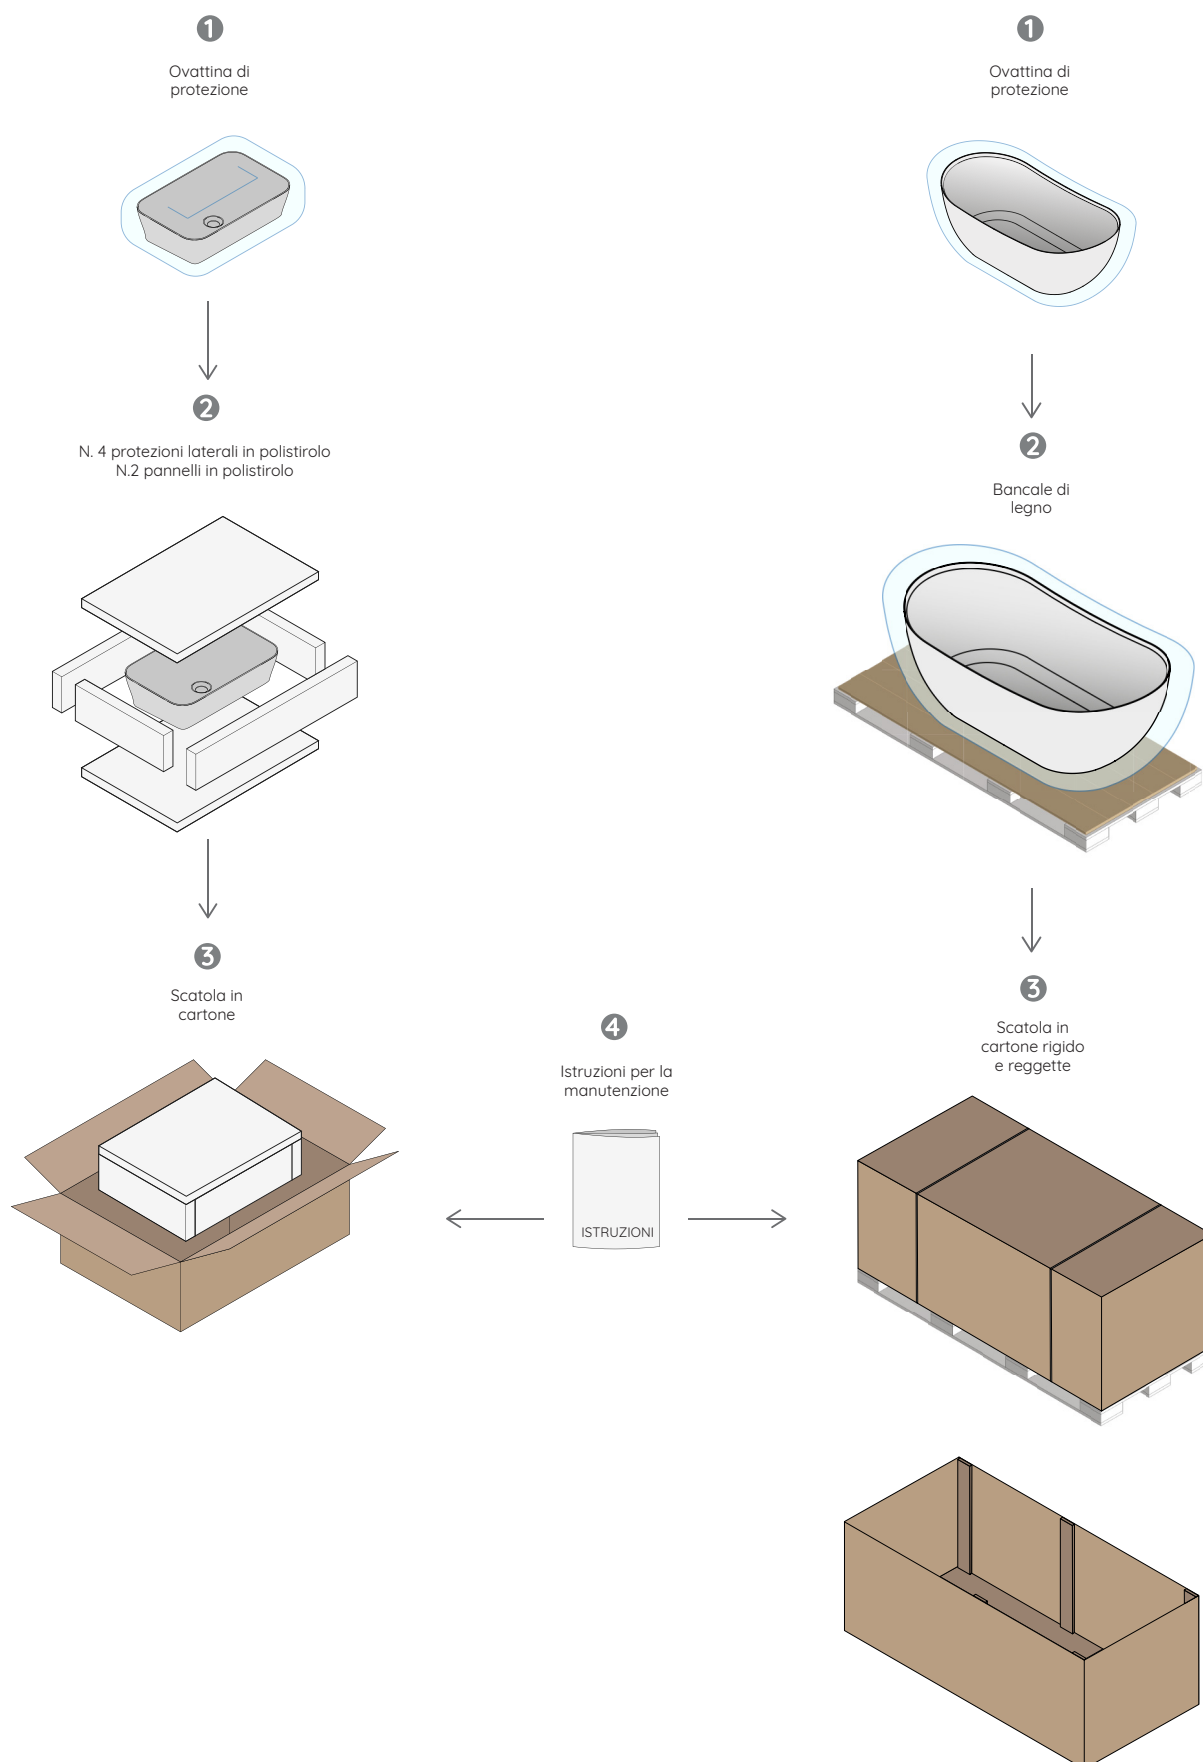 1
Ovattina di
protezione
2
N. 4 protezioni laterali in polistirolo
N.2 pannelli in polistirolo
3
Scatola in
cartone
4
Istruzioni per la
manutenzione
ISTRUZIONI
1
Ovattina di
protezione
2
Bancale di
legno
3
Scatola in
cartone rigido
e reggette